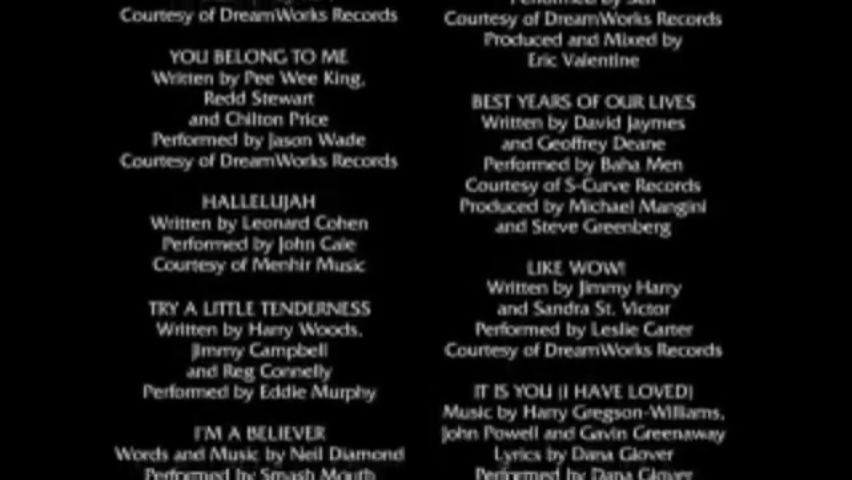 Courtesy of DreamWorks Records
YOU BELONG TO ME
Written by Pee Wee King,
Redd Stewart
and Chilton Price
Performed by Jason Wade
Courtesy of DreamWorks Records
HALLELUJAH
Written by Leonard Cohen
Performed by John Cale
Courtesy of Menhir Music
TRY A LITTLE TENDERNESS
Written by Harry Woods,
Jimmy Campbell
and Reg Connelly
Performed by Eddie Murphy
I'M A BELIEVER
Words and Music by Neil Diamond
Performed by Smash Mouth
Performed by Self
Courtesy of DreamWorks Records
Produced and Mixed by
Eric Valentine
BEST YEARS OF OUR LIVES
Written by David Jaymes
and Geoffrey Deane
Performed by Baha Men
Courtesy of S-Curve Records
Produced by Michael Mangini
and Steve Greenberg
LIKE WOW!
Written by Jimmy Harry
and Sandra St. Victor
Performed by Leslie Carter
Courtesy of DreamWorks Records
IT IS YOU (I HAVE LOVED)
Music by Harry Gregson-Williams,
John Powell and Gavin Greenaway
Lyrics by Dana Glover
Performed by Dana Glover